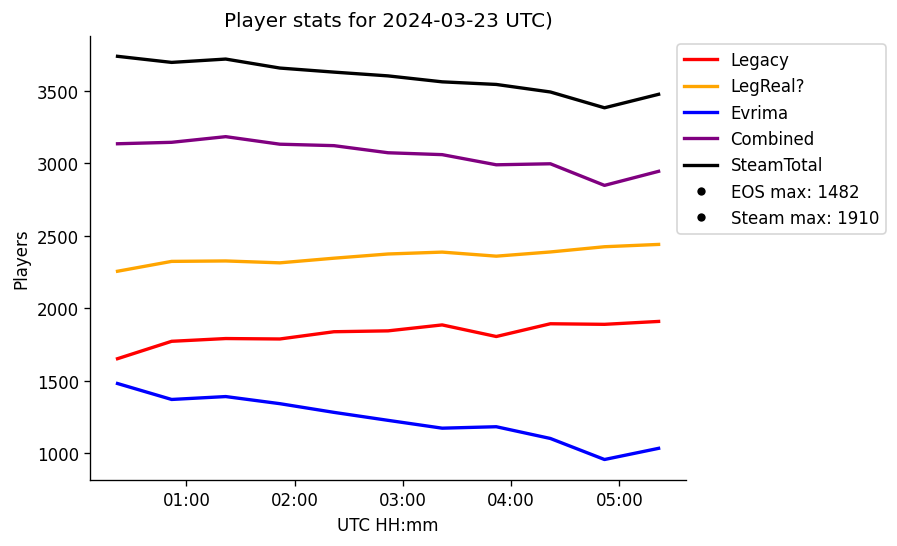 Player stats for 2024-03-23 UTC)
Legacy
LegReal?
Evrima
Combined
SteamTotal
EOS max: 1482
Steam max: 1910
Players
3500
3000
2500
2000
1500
1000
01:00 02:00 03:00 04:00 05:00
UTC HH:mm